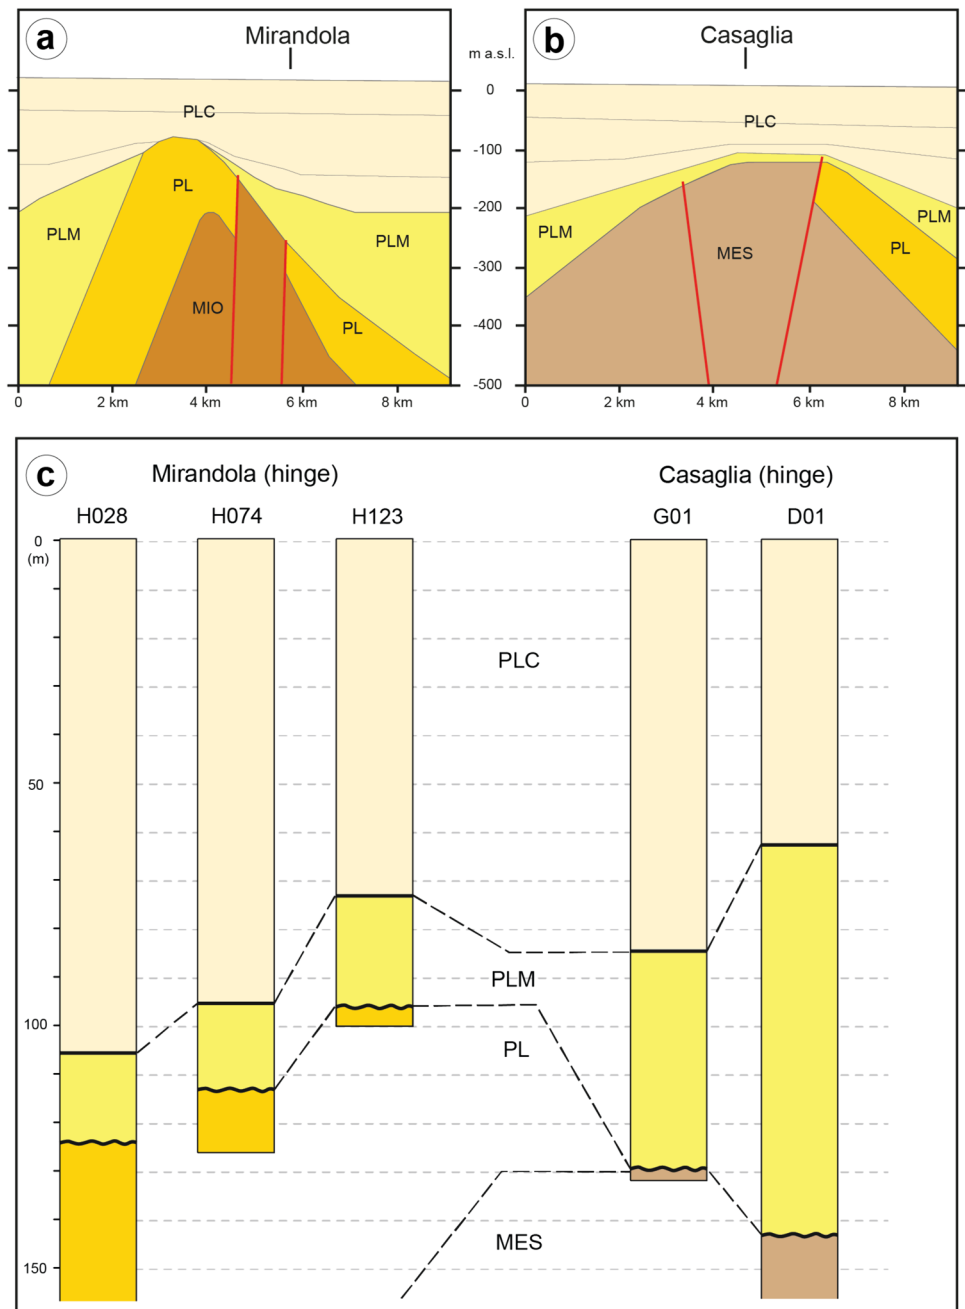 a
Mirandola
m a.s.l.
b
Casaglia
0
-100
-200
-300
-400
-500
PLC
PL
PLM
PLM
MIO
PL
PLC
PLM
PLM
PL
MES
0 2 km 4 km 6 km 8 km
0 2 km 4 km 6 km 8 km
c
Mirandola (hinge)
Casaglia (hinge)
H028 H074 H123 G01 D01
0
(m)
PLC
50
PLM
100
PL
MES
150